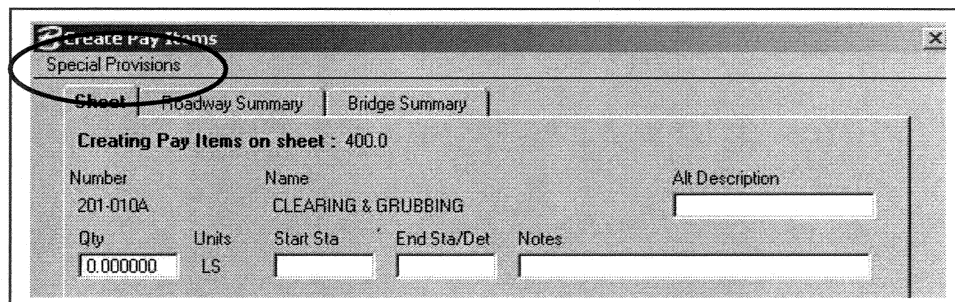 Create Pay Items
Special Provisions
Sheet Roadway Summary Bridge Summary
Creating Pay Items on sheet : 400.0
Number Name Alt Description
201-010A CLEARING & GRUBBING
Qty Units Start Sta End Sta/Det Notes
0.000000 LS